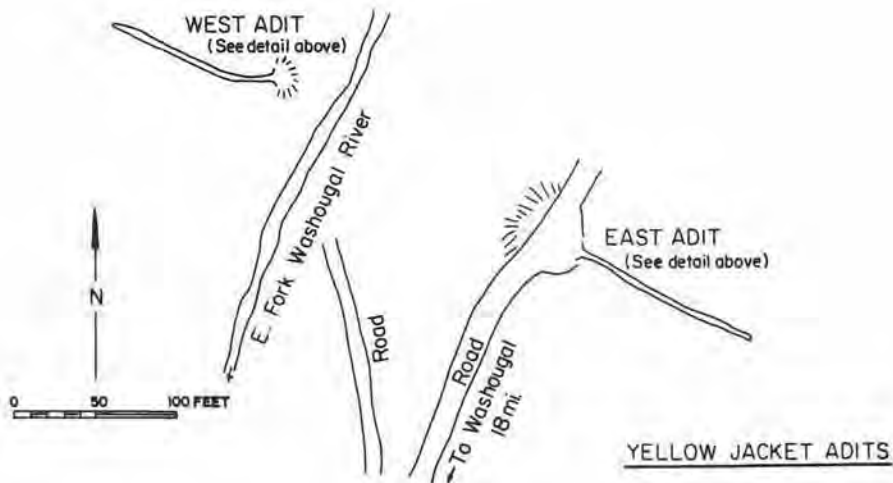 WEST ADIT
(See detail above)
E. Fork Washougal River
EAST ADIT
(See detail above)
N
Road
Road
0 50 100 FEET
To Washougal
18 mi.
YELLOW JACKET ADITS